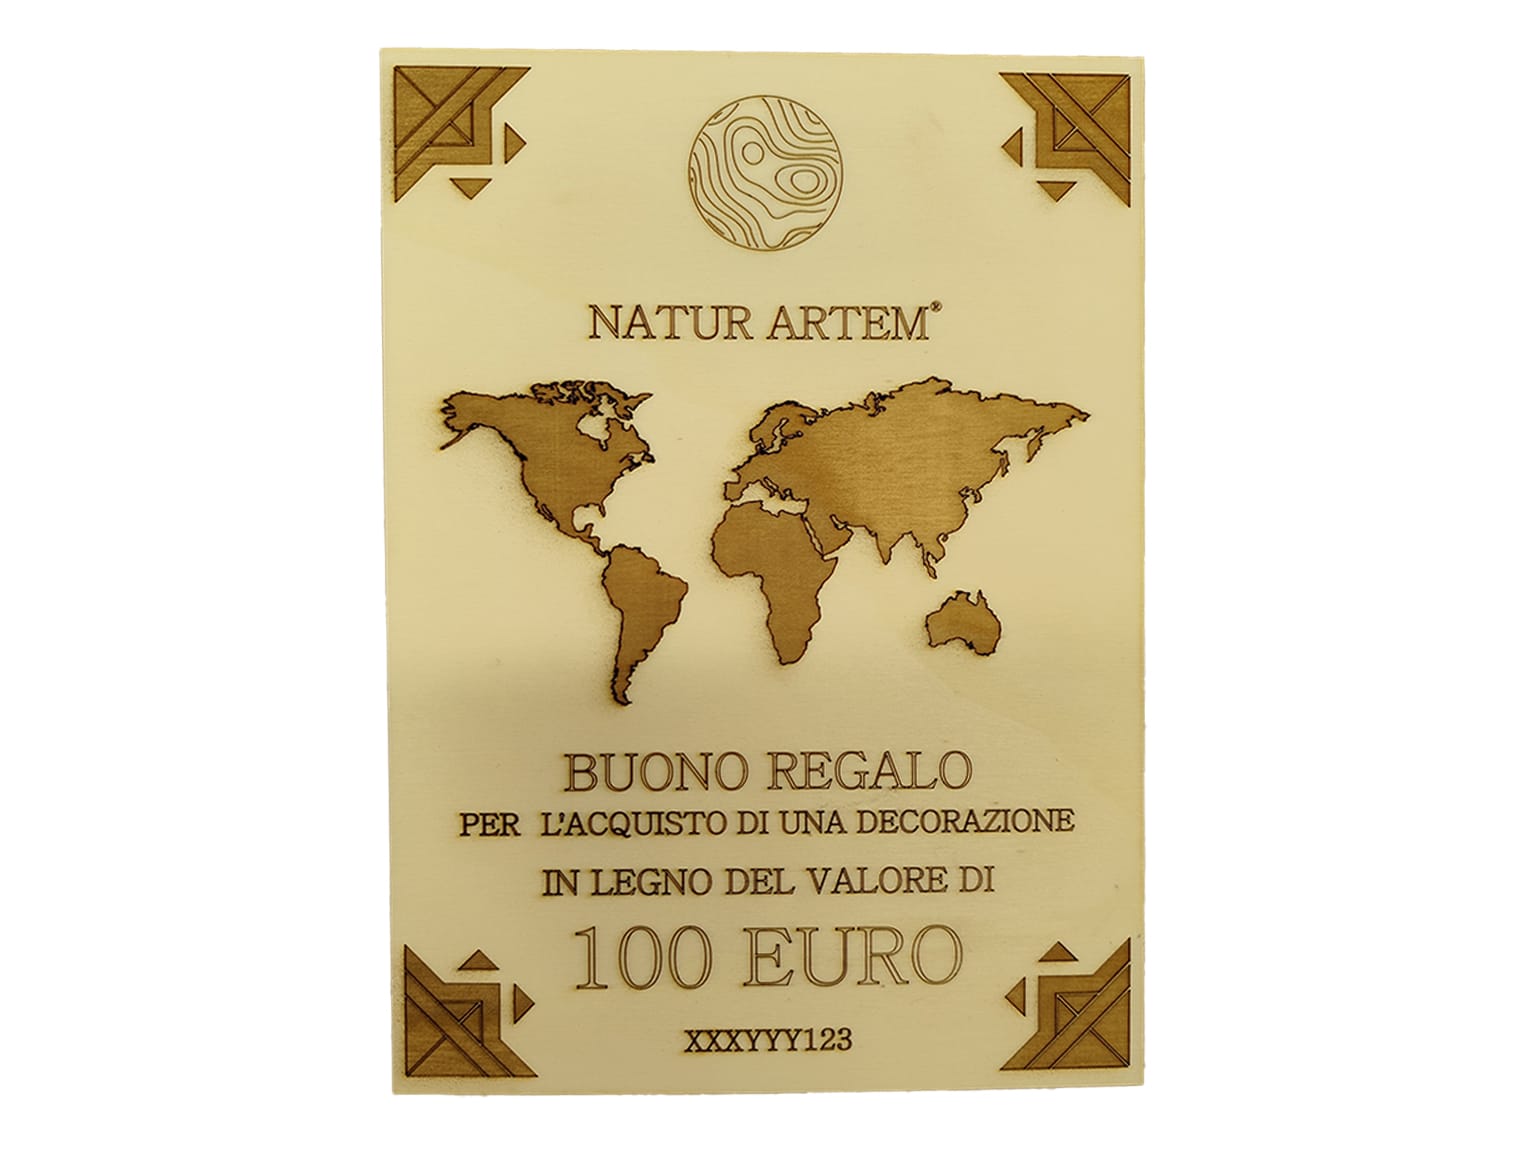 NATUR ARTEM®
BUONO REGALO
PER L'ACQUISTO DI UNA DECORAZIONE
IN LEGNO DEL VALORE DI
100 EURO
XXXYYY123